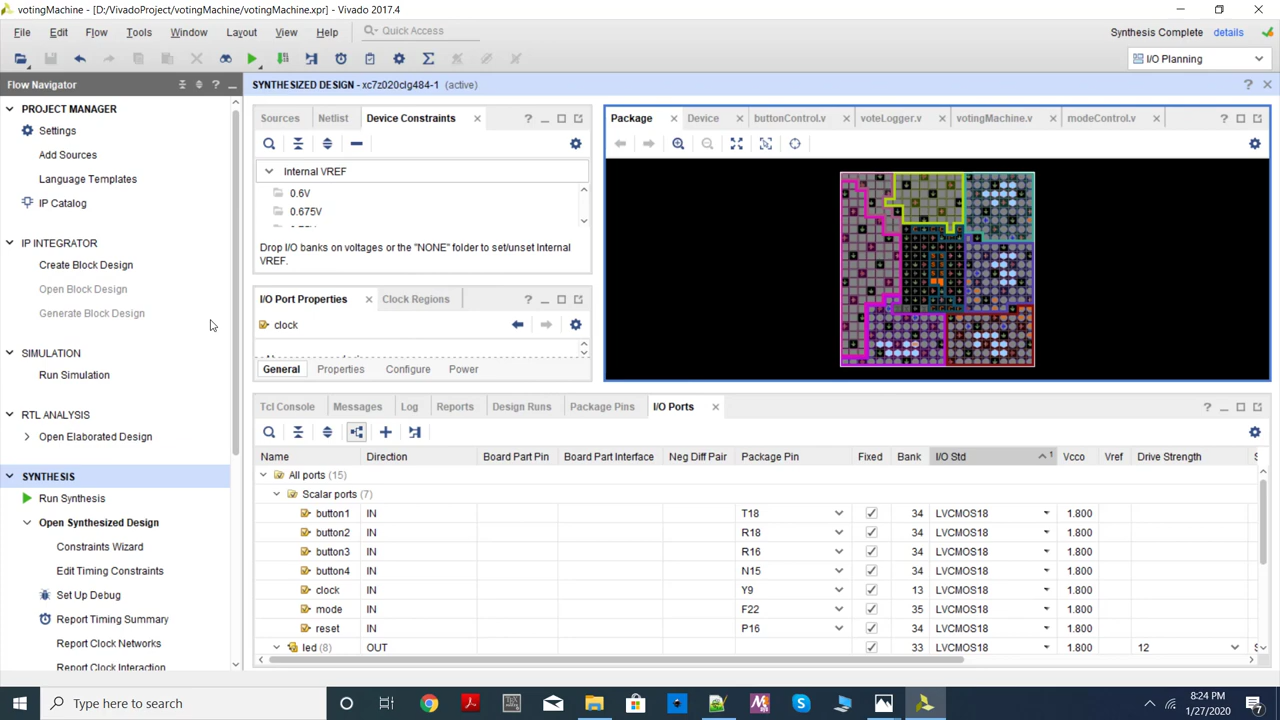 votingMachine - [D:/VivadoProject/votingMachine/votingMachine.xpr] - Vivado 2017.4
File Edit Flow Tools Window Layout View Help Quick Access Synthesis Complete details
I/O Planning
Flow Navigator
SYNTHESIZED DESIGN - xc7z020clg484-1 (active)
PROJECT MANAGER
Settings
Add Sources
Language Templates
IP Catalog
IP INTEGRATOR
Create Block Design
Open Block Design
Generate Block Design
SIMULATION
Run Simulation
RTL ANALYSIS
Open Elaborated Design
SYNTHESIS
Run Synthesis
Open Synthesized Design
Constraints Wizard
Edit Timing Constraints
Set Up Debug
Report Timing Summary
Report Clock Networks
Report Clock Interaction
Sources Netlist Device Constraints
Internal VREF
0.6V
0.675V
Drop I/O banks on voltages or the "NONE" folder to set/unset Internal
VREF.
I/O Port Properties Clock Regions
clock
General Properties Configure Power
Package Device buttonControl.v voteLogger.v votingMachine.v modeControl.v
Tcl Console Messages Log Reports Design Runs Package Pins I/O Ports
Name Direction Board Part Pin Board Part Interface Neg Diff Pair Package Pin Fixed Bank I/O Std 1 Vcco Vref Drive Strength
All ports (15)
Scalar ports (7)
button1 IN T18 34 LVCMOS18 1.800
button2 IN R18 34 LVCMOS18 1.800
button3 IN R16 34 LVCMOS18 1.800
button4 IN N15 34 LVCMOS18 1.800
clock IN Y9 13 LVCMOS18 1.800
mode IN F22 35 LVCMOS18 1.800
reset IN P16 34 LVCMOS18 1.800
led (8) OUT 33 LVCMOS18 1.800 12
Type here to search
8:24 PM
1/27/2020
7